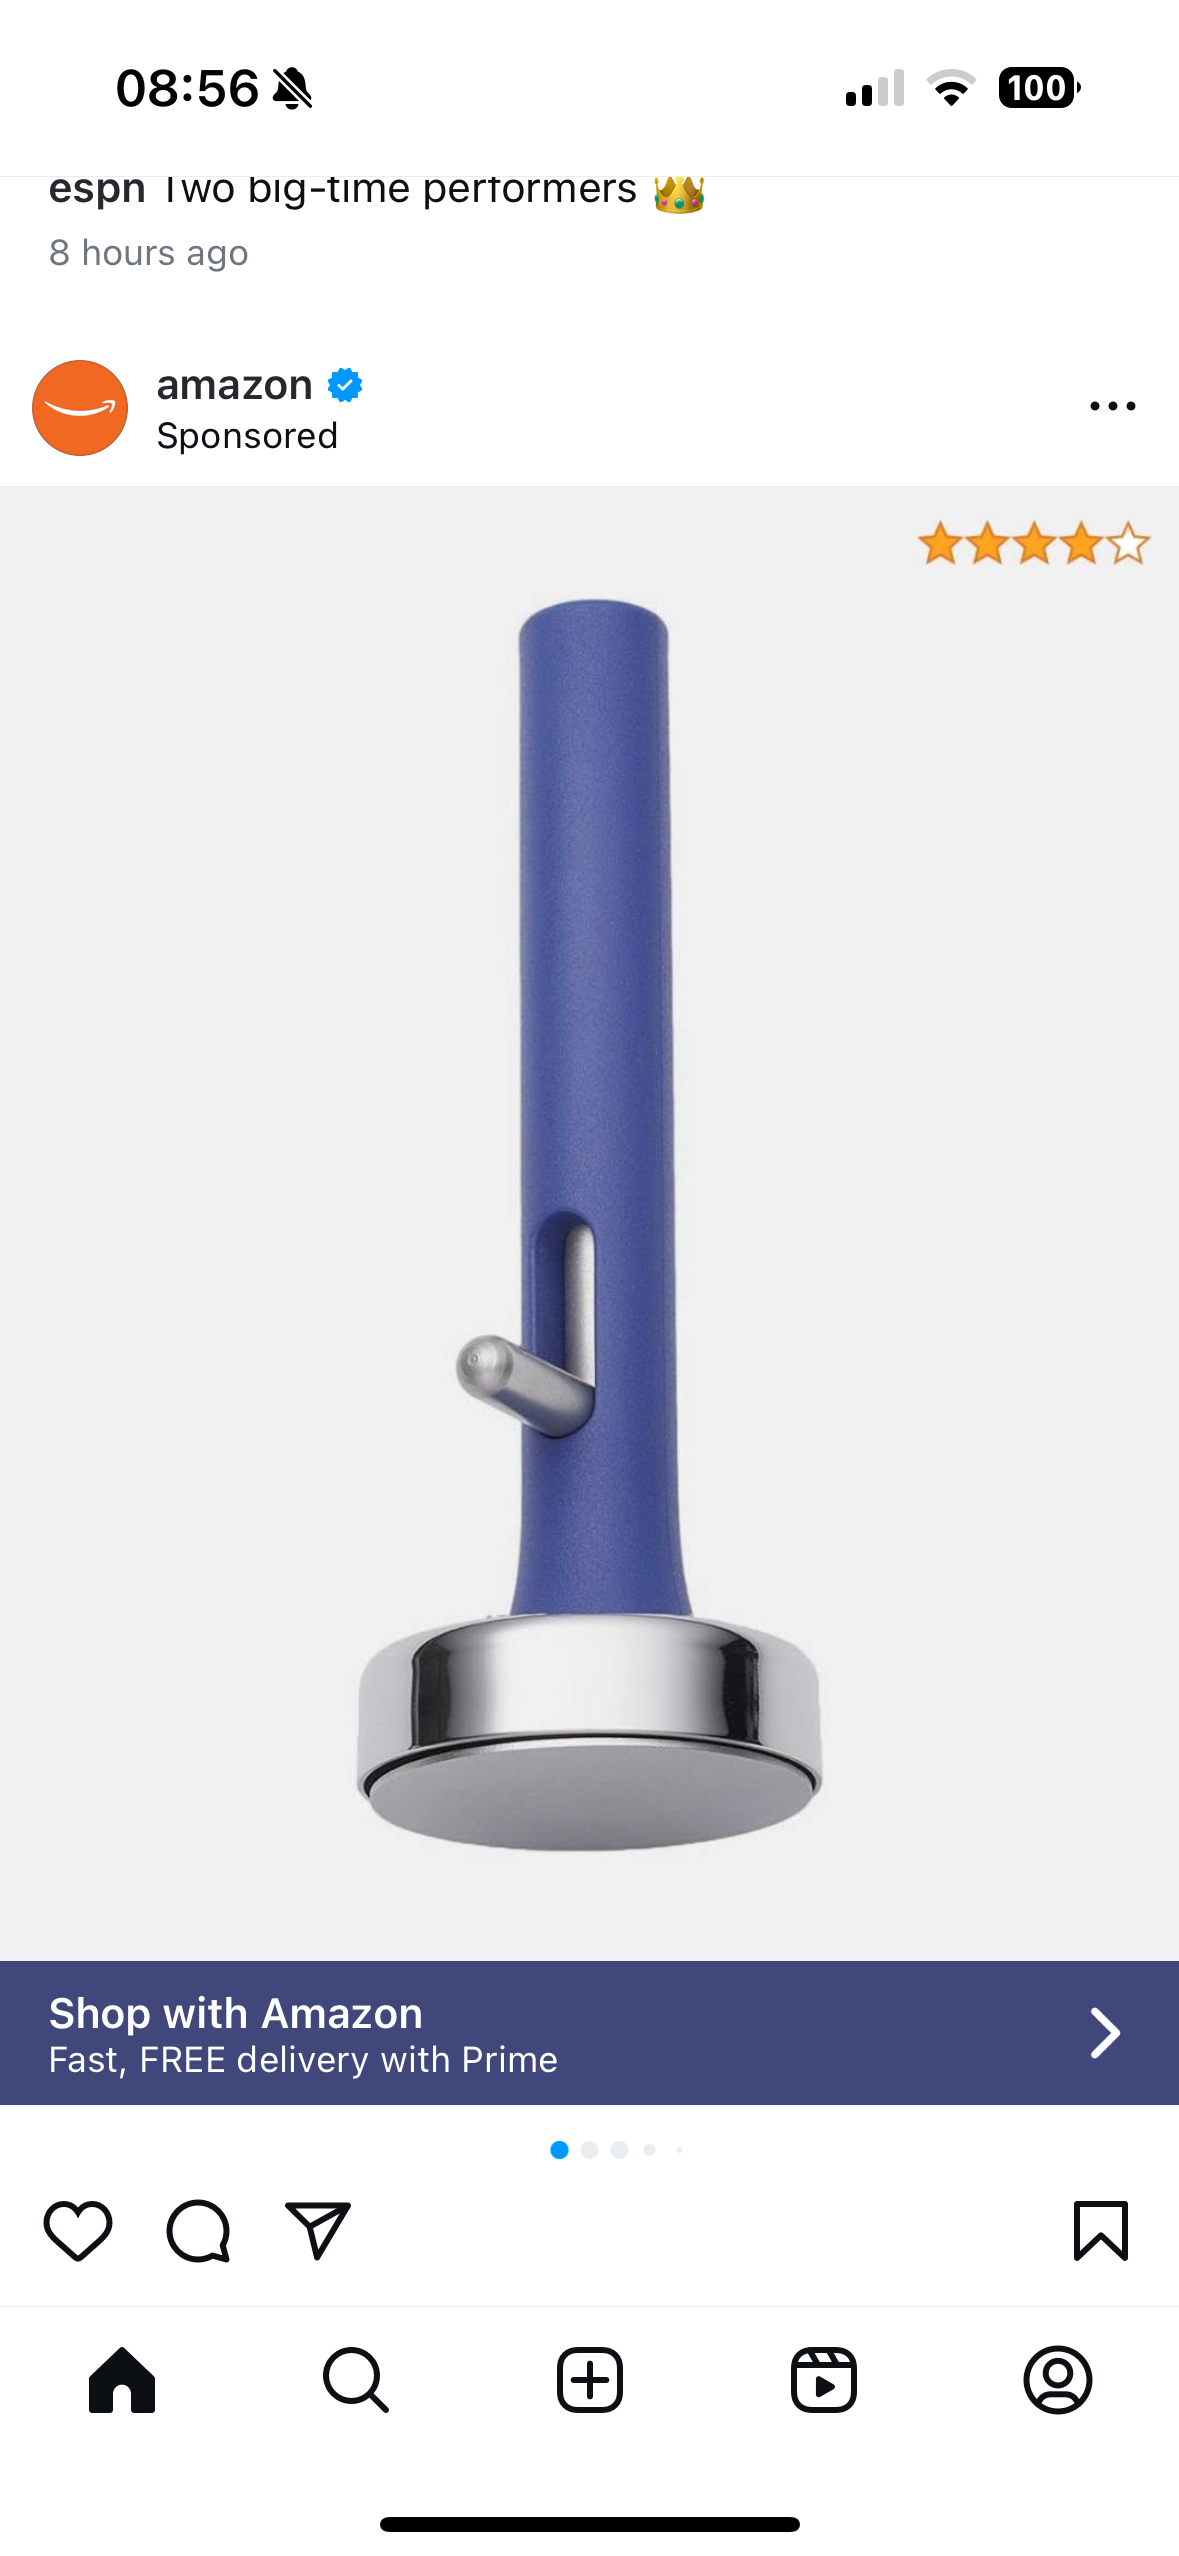 08:56
100
espn Two big-time performers 👑
8 hours ago
amazon
Sponsored
Shop with Amazon
Fast, FREE delivery with Prime